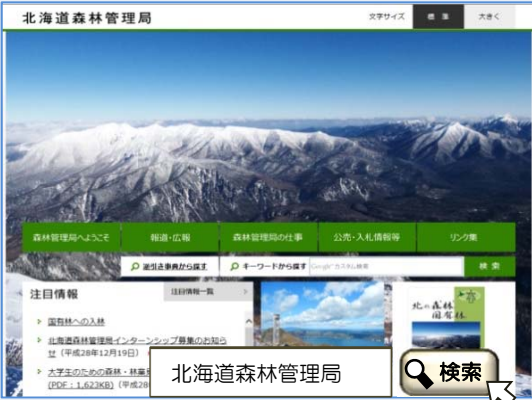 北海道森林管理局
文字サイズ 標準 大きく
森林管理局へようこそ 報道・広報 森林管理局の仕事 公売・入札情報等 リンク集
逆引き事典から探す キーワードから探す Google カスタム検索 検索
注目情報 注目情報一覧
国有林への入林
北海道森林管理局インターンシップ募集のお知ら
せ（平成28年12月19日）
大学生のための森林・林業
（PDF : 1,623KB）（平成28
北の森林
国有林
北海道森林管理局 検索